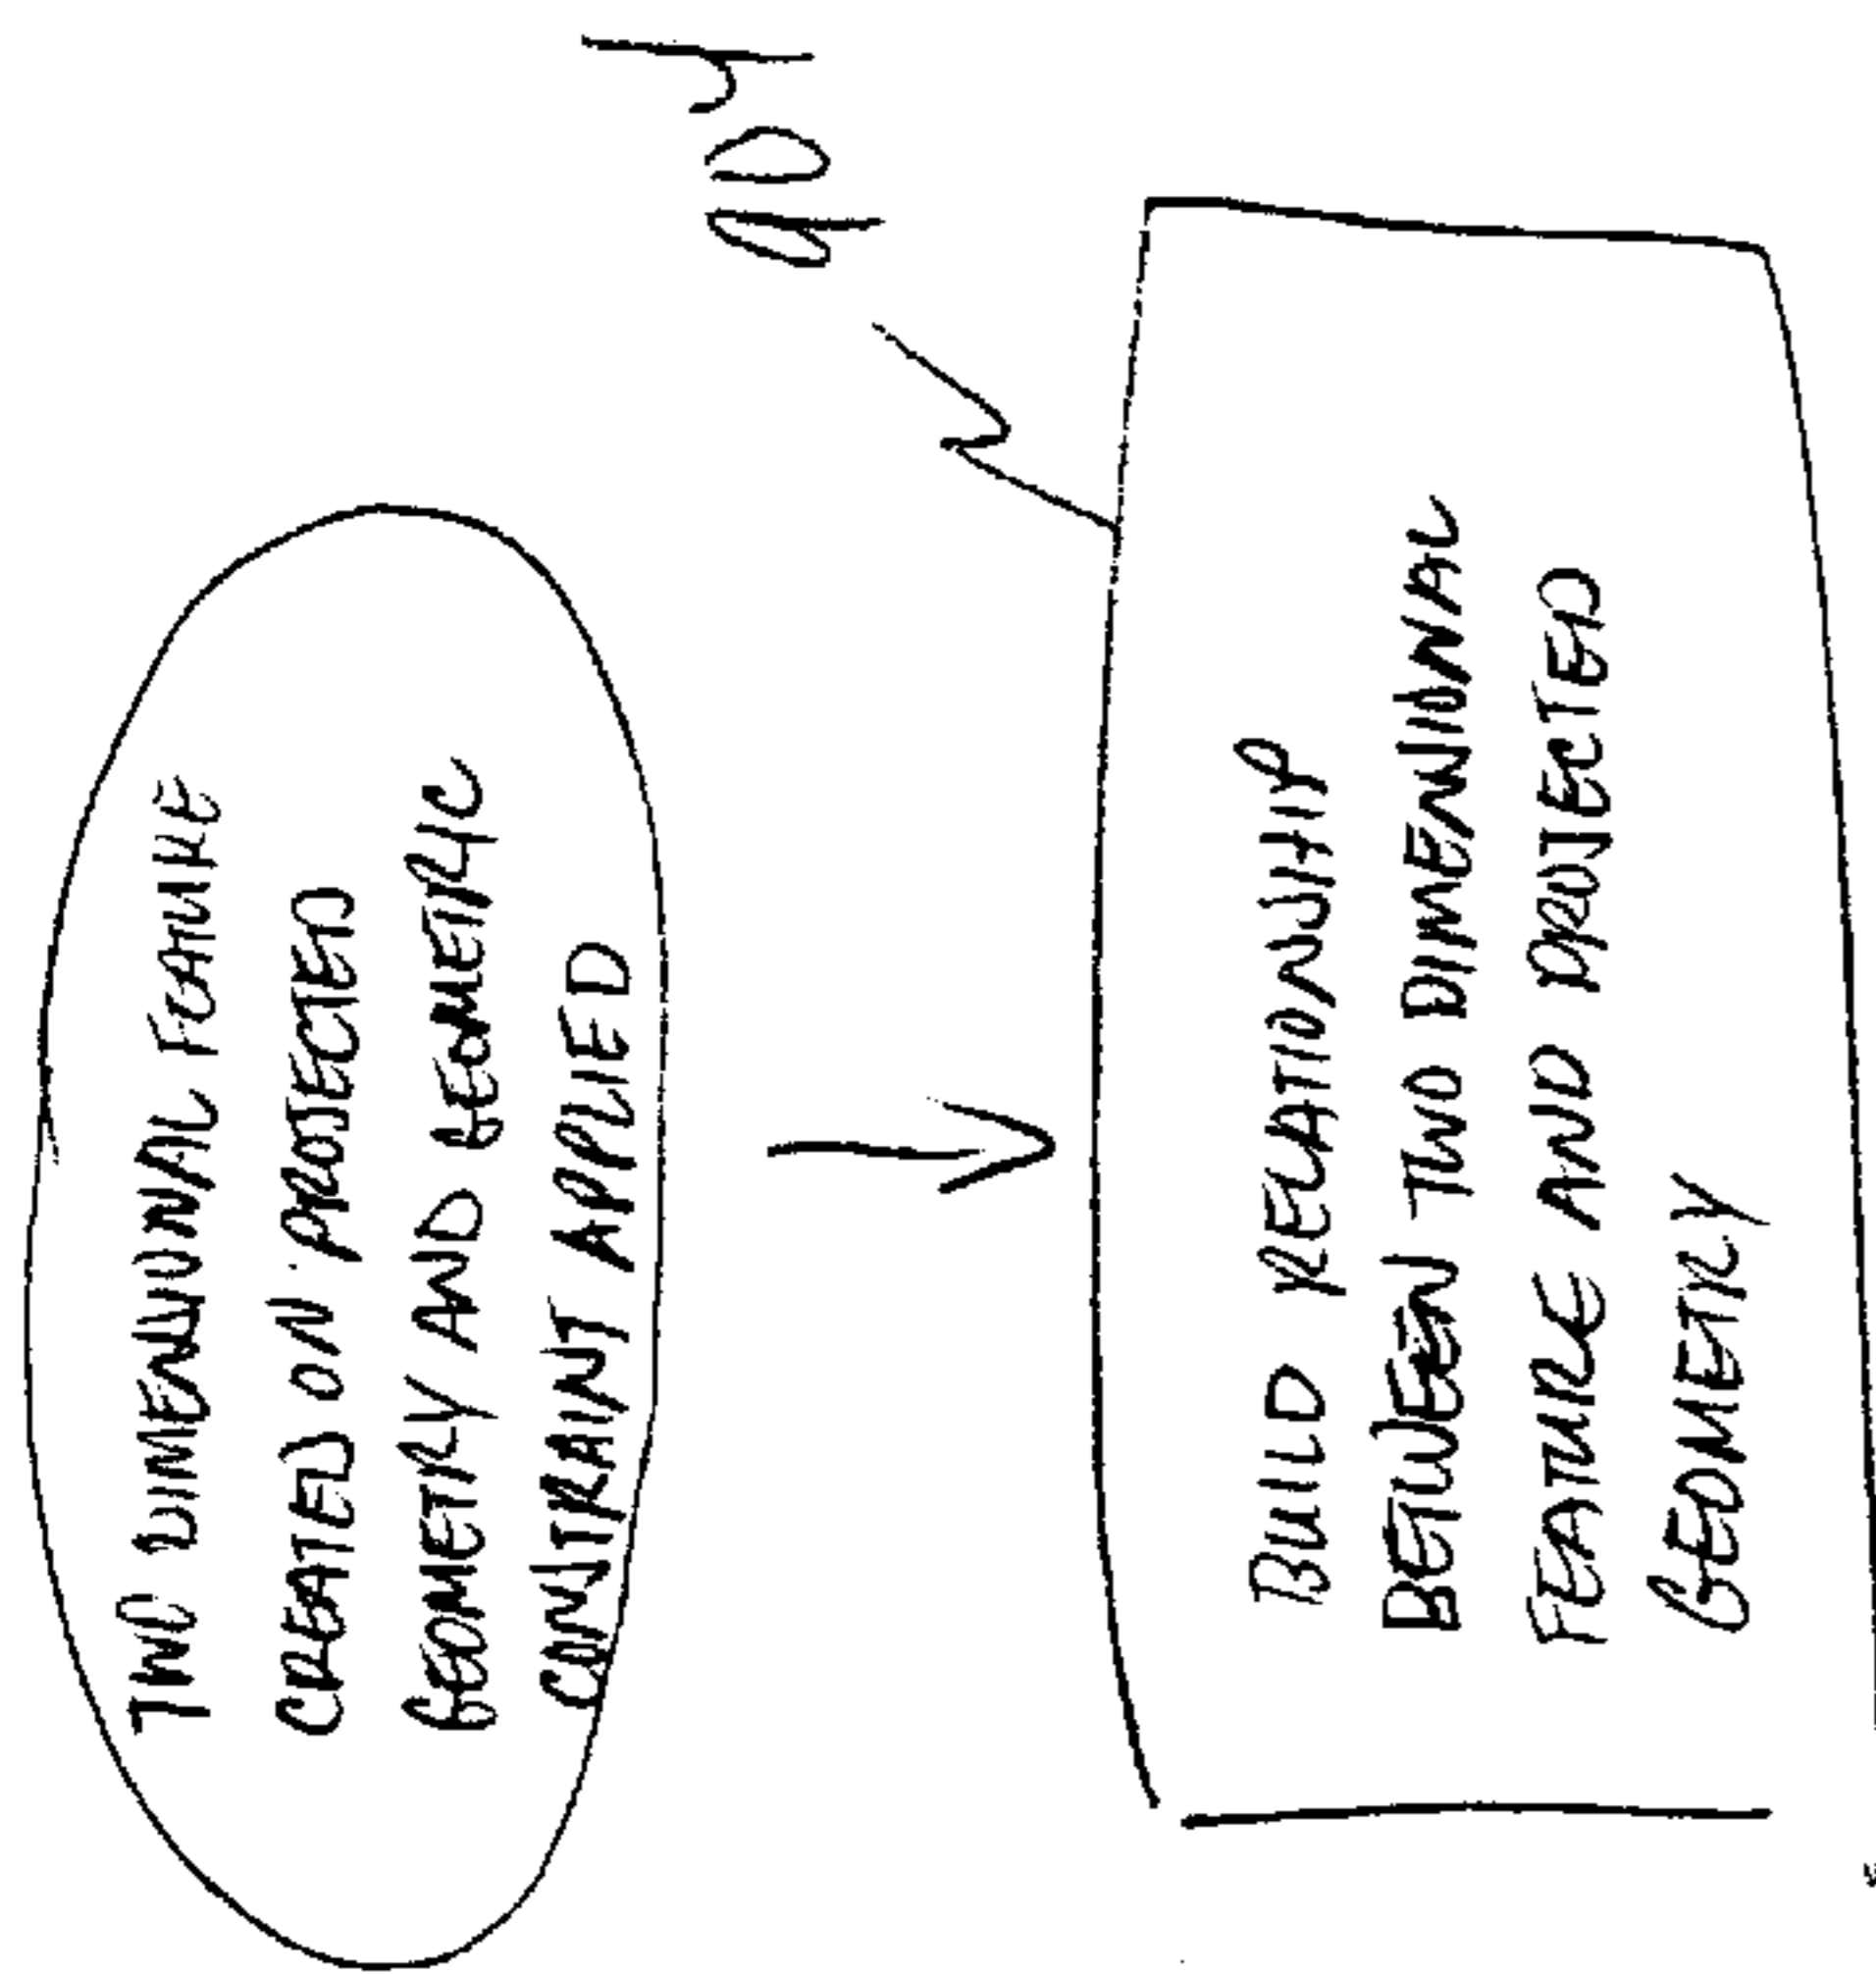 TWO DIMENSIONAL FEATURE
CREATED ON PROJECTED
GEOMETRY AND GEOMETRIC
CONSTRAINT APPLIED
904
BUILD RELATIONSHIP
BETWEEN TWO DIMENSIONAL
FEATURE AND PROJECTED
GEOMETRY